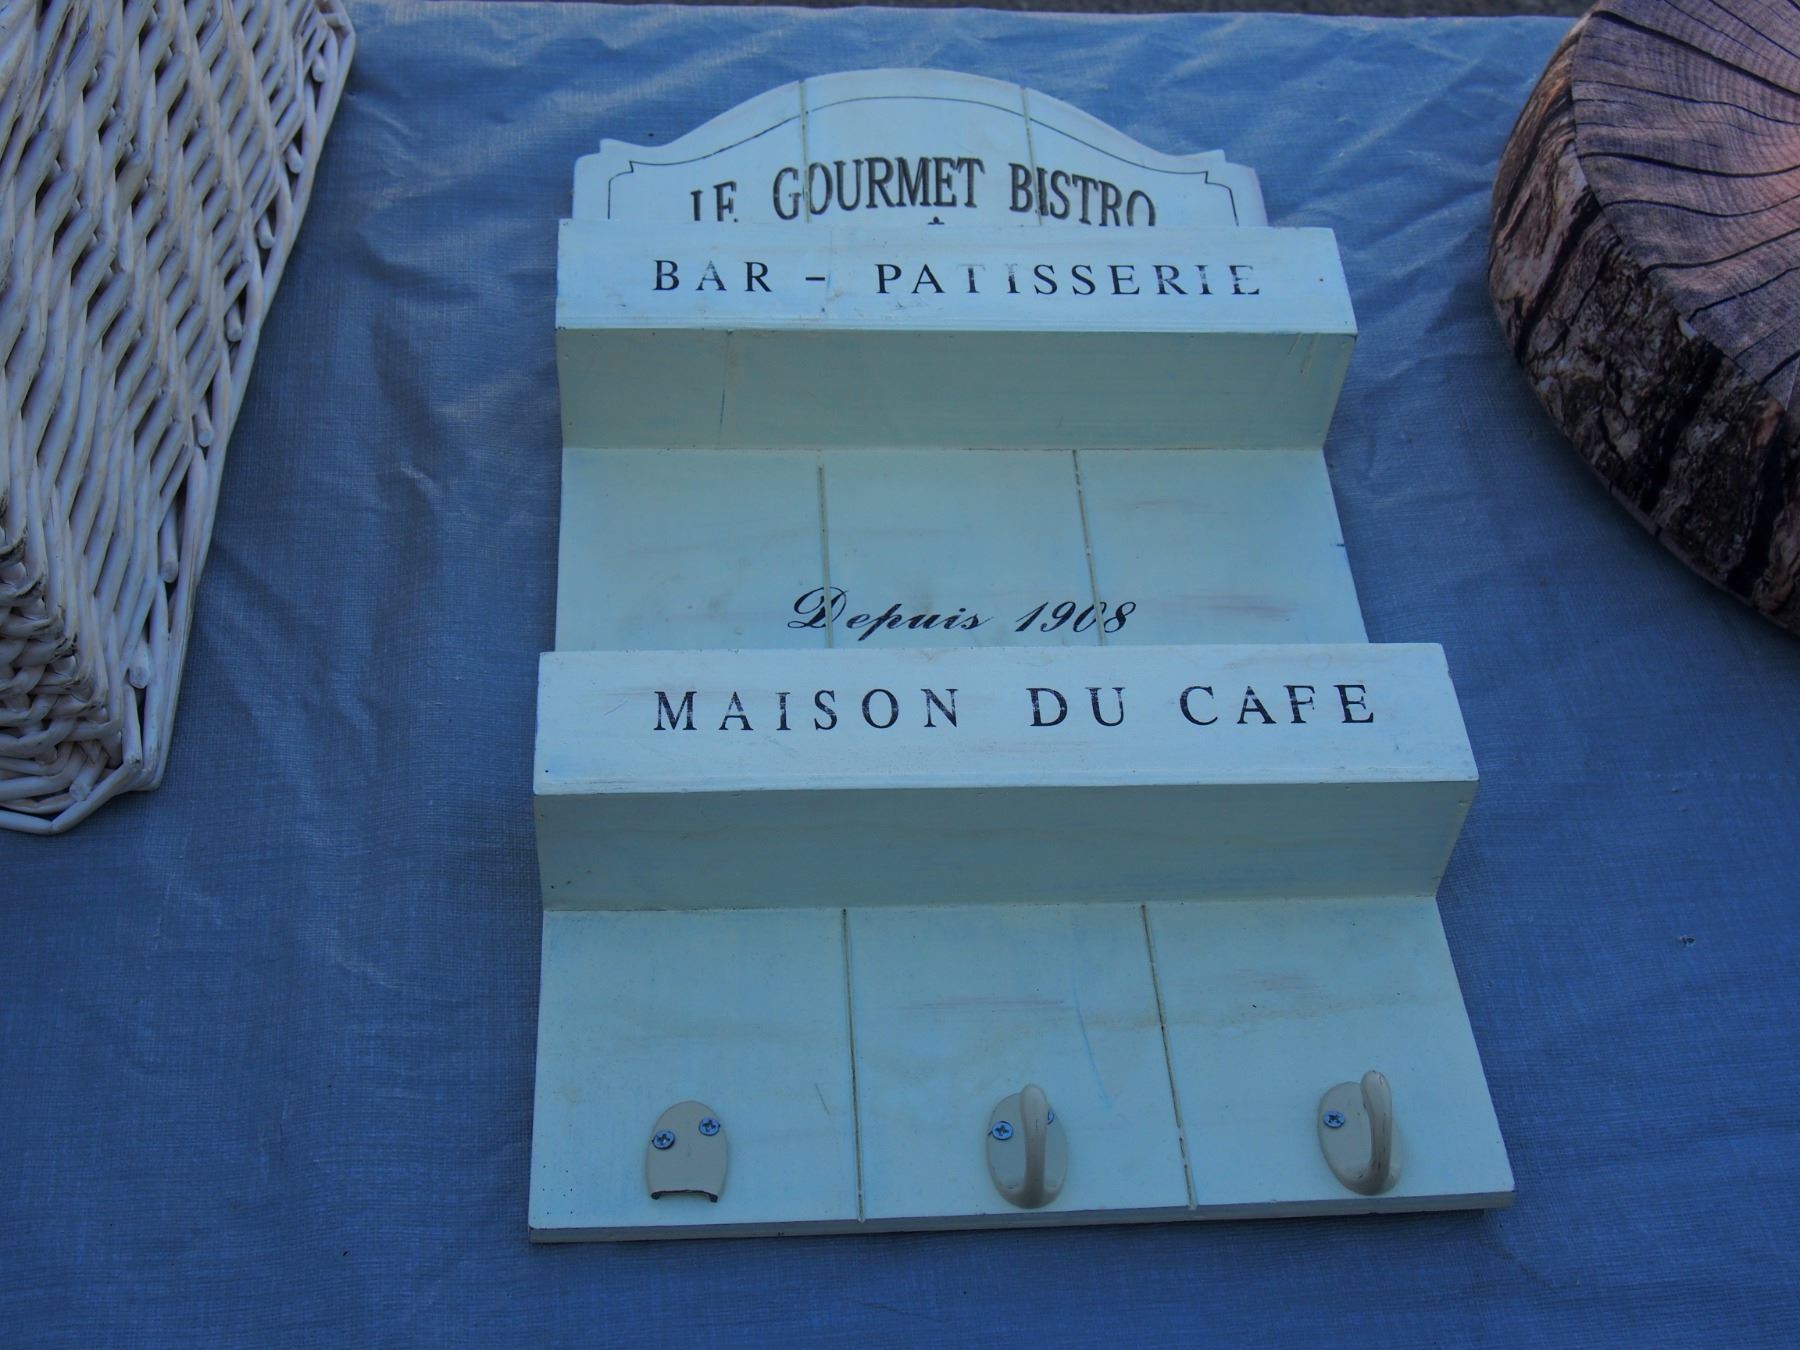 LE GOURMET BISTRO
BAR - PATISSERIE
Depuis 1908
MAISON DU CAFE